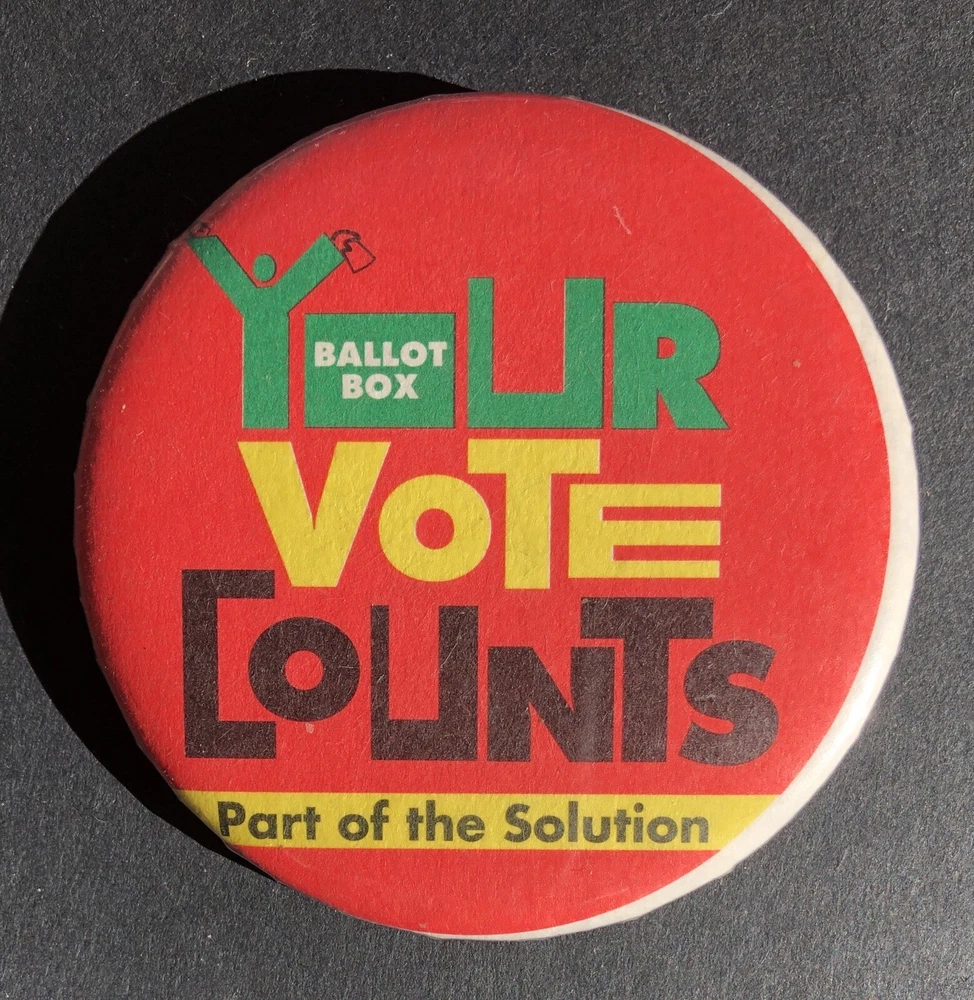 YOUR
BALLOT
BOX
VOTE
COUNTS
Part of the Solution